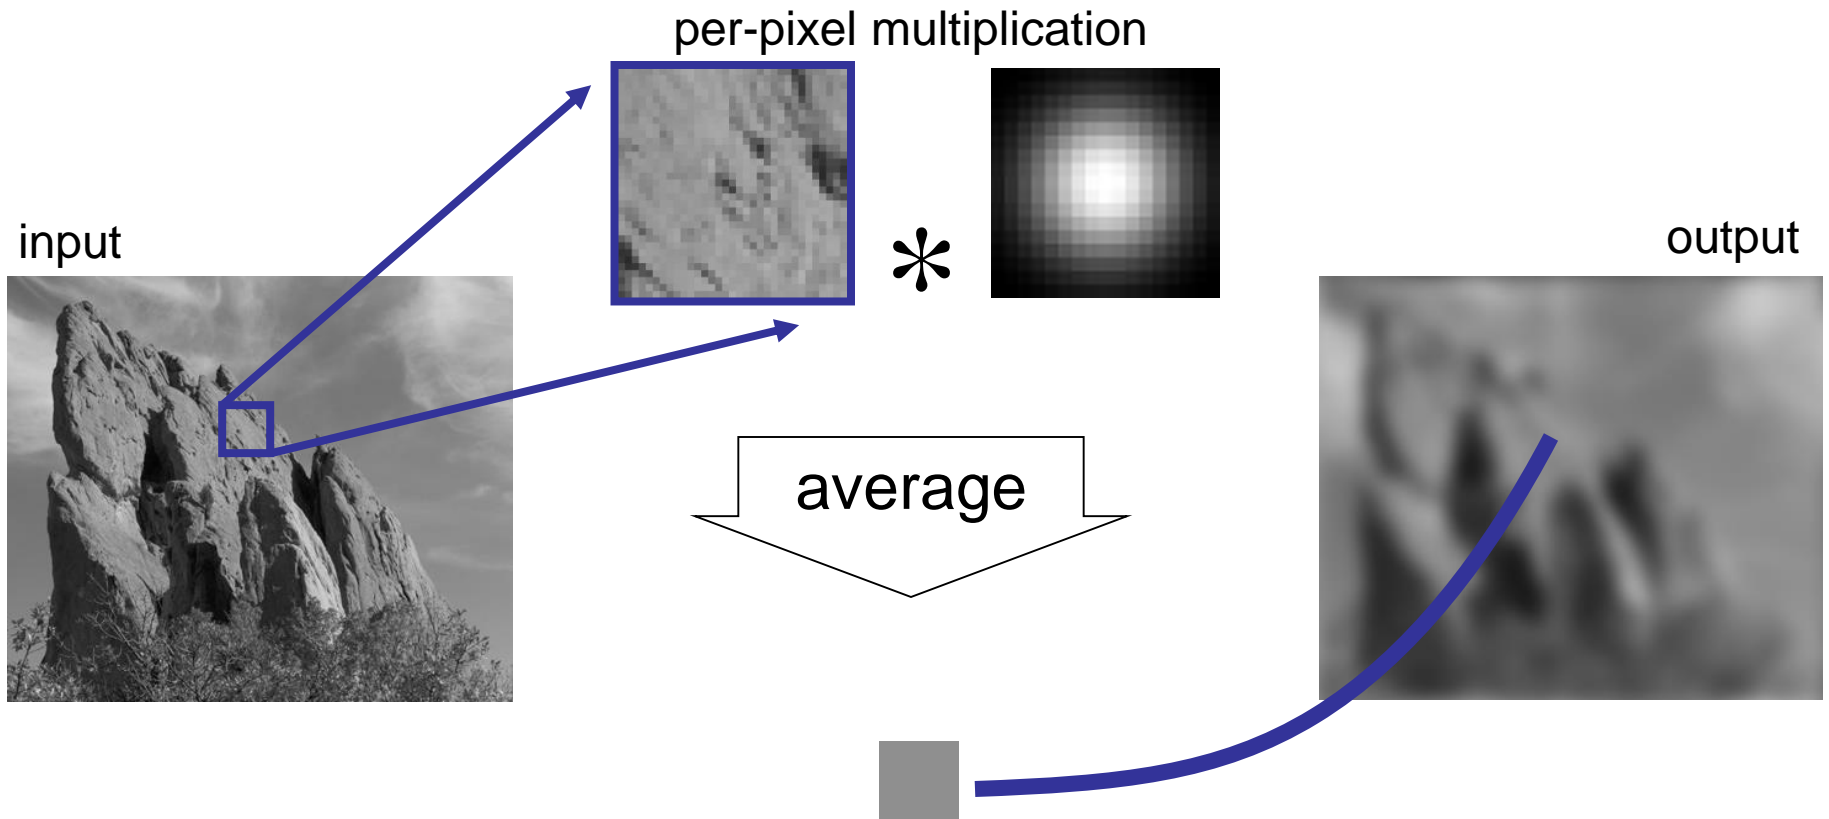 per-pixel multiplication
input
*
output
average